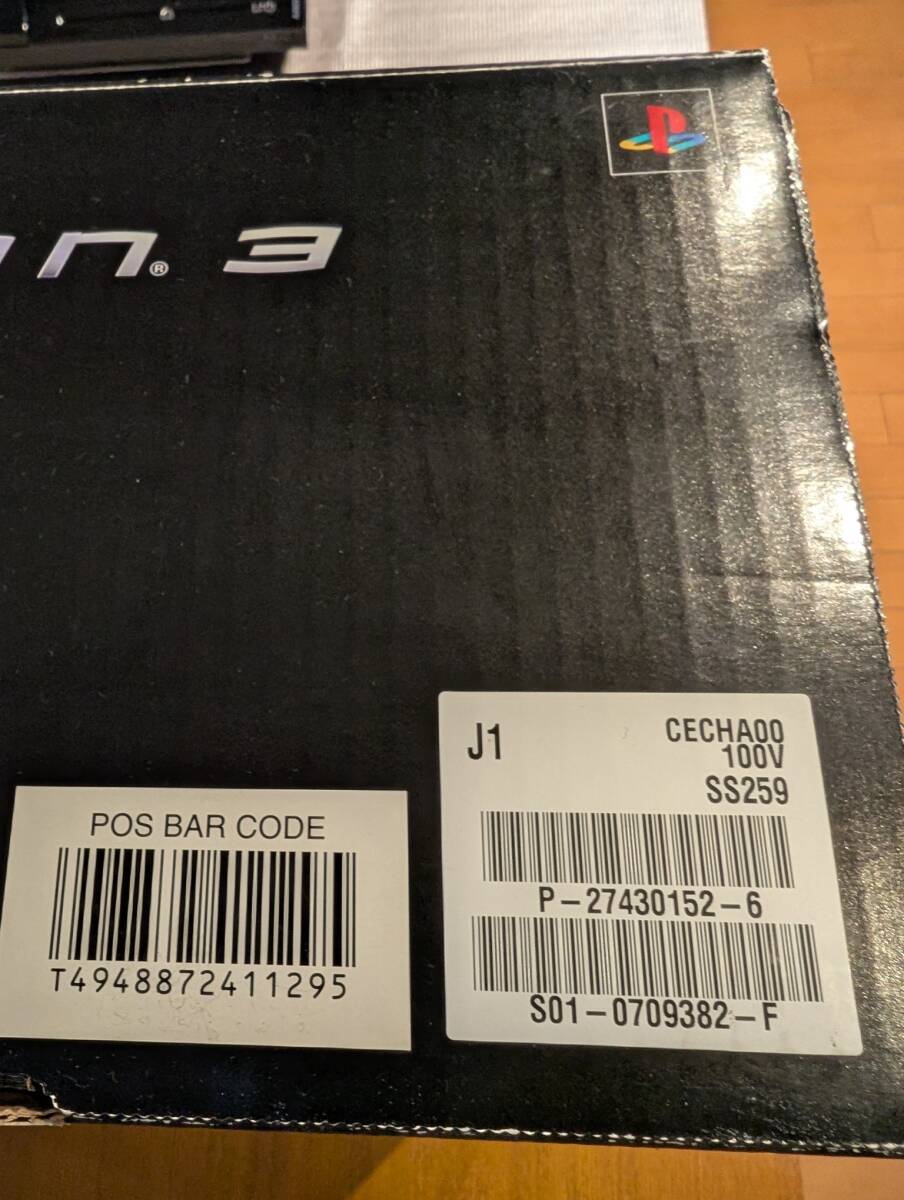 n® 3
POS BAR CODE
T4948872411295
J1
CECHA00
100V
SS259
P-27430152-6
S01-0709382-F